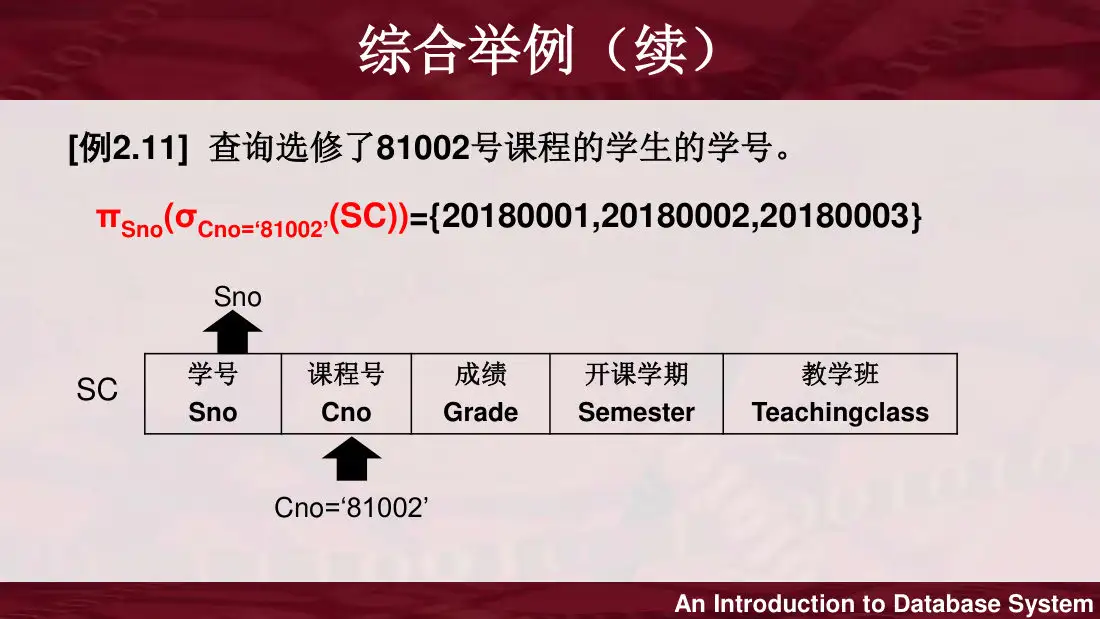 综合举例（续）
[例2.11] 查询选修了81002号课程的学生的学号。
πSno(σCno=‘81002’(SC))={20180001,20180002,20180003}
Sno
SC
学号 课程号 成绩 开课学期 教学班
Sno Cno Grade Semester Teachingclass
Cno=‘81002’
An Introduction to Database System